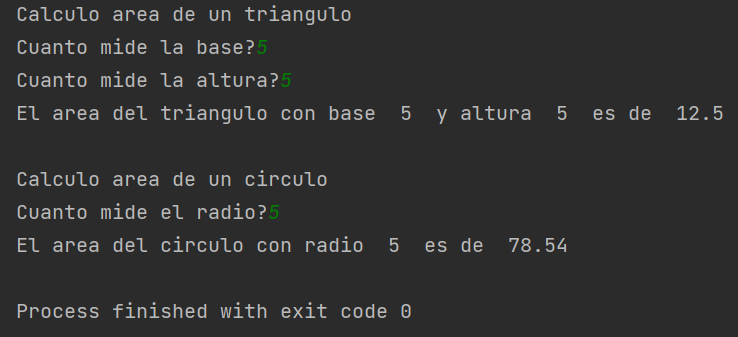 Calculo area de un triangulo
Cuanto mide la base?5
Cuanto mide la altura?5
El area del triangulo con base  5  y altura  5  es de  12.5
Calculo area de un circulo
Cuanto mide el radio?5
El area del circulo con radio  5  es de  78.54
Process finished with exit code 0